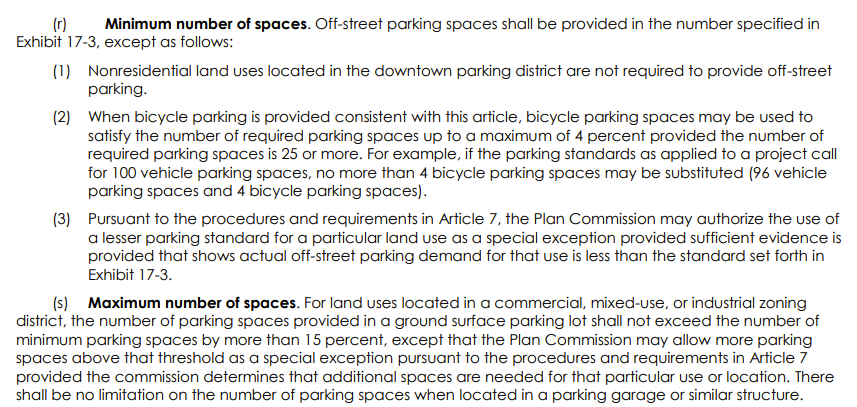 (r) Minimum number of spaces. Off-street parking spaces shall be provided in the number specified in
Exhibit 17-3, except as follows:
(1) Nonresidential land uses located in the downtown parking district are not required to provide off-street
parking.
(2) When bicycle parking is provided consistent with this article, bicycle parking spaces may be used to
satisfy the number of required parking spaces up to a maximum of 4 percent provided the number of
required parking spaces is 25 or more. For example, if the parking standards as applied to a project call
for 100 vehicle parking spaces, no more than 4 bicycle parking spaces may be substituted (96 vehicle
parking spaces and 4 bicycle parking spaces).
(3) Pursuant to the procedures and requirements in Article 7, the Plan Commission may authorize the use of
a lesser parking standard for a particular land use as a special exception provided sufficient evidence is
provided that shows actual off-street parking demand for that use is less than the standard set forth in
Exhibit 17-3.
(s) Maximum number of spaces. For land uses located in a commercial, mixed-use, or industrial zoning
district, the number of parking spaces provided in a ground surface parking lot shall not exceed the number of
minimum parking spaces by more than 15 percent, except that the Plan Commission may allow more parking
spaces above that threshold as a special exception pursuant to the procedures and requirements in Article 7
provided the commission determines that additional spaces are needed for that particular use or location. There
shall be no limitation on the number of parking spaces when located in a parking garage or similar structure.